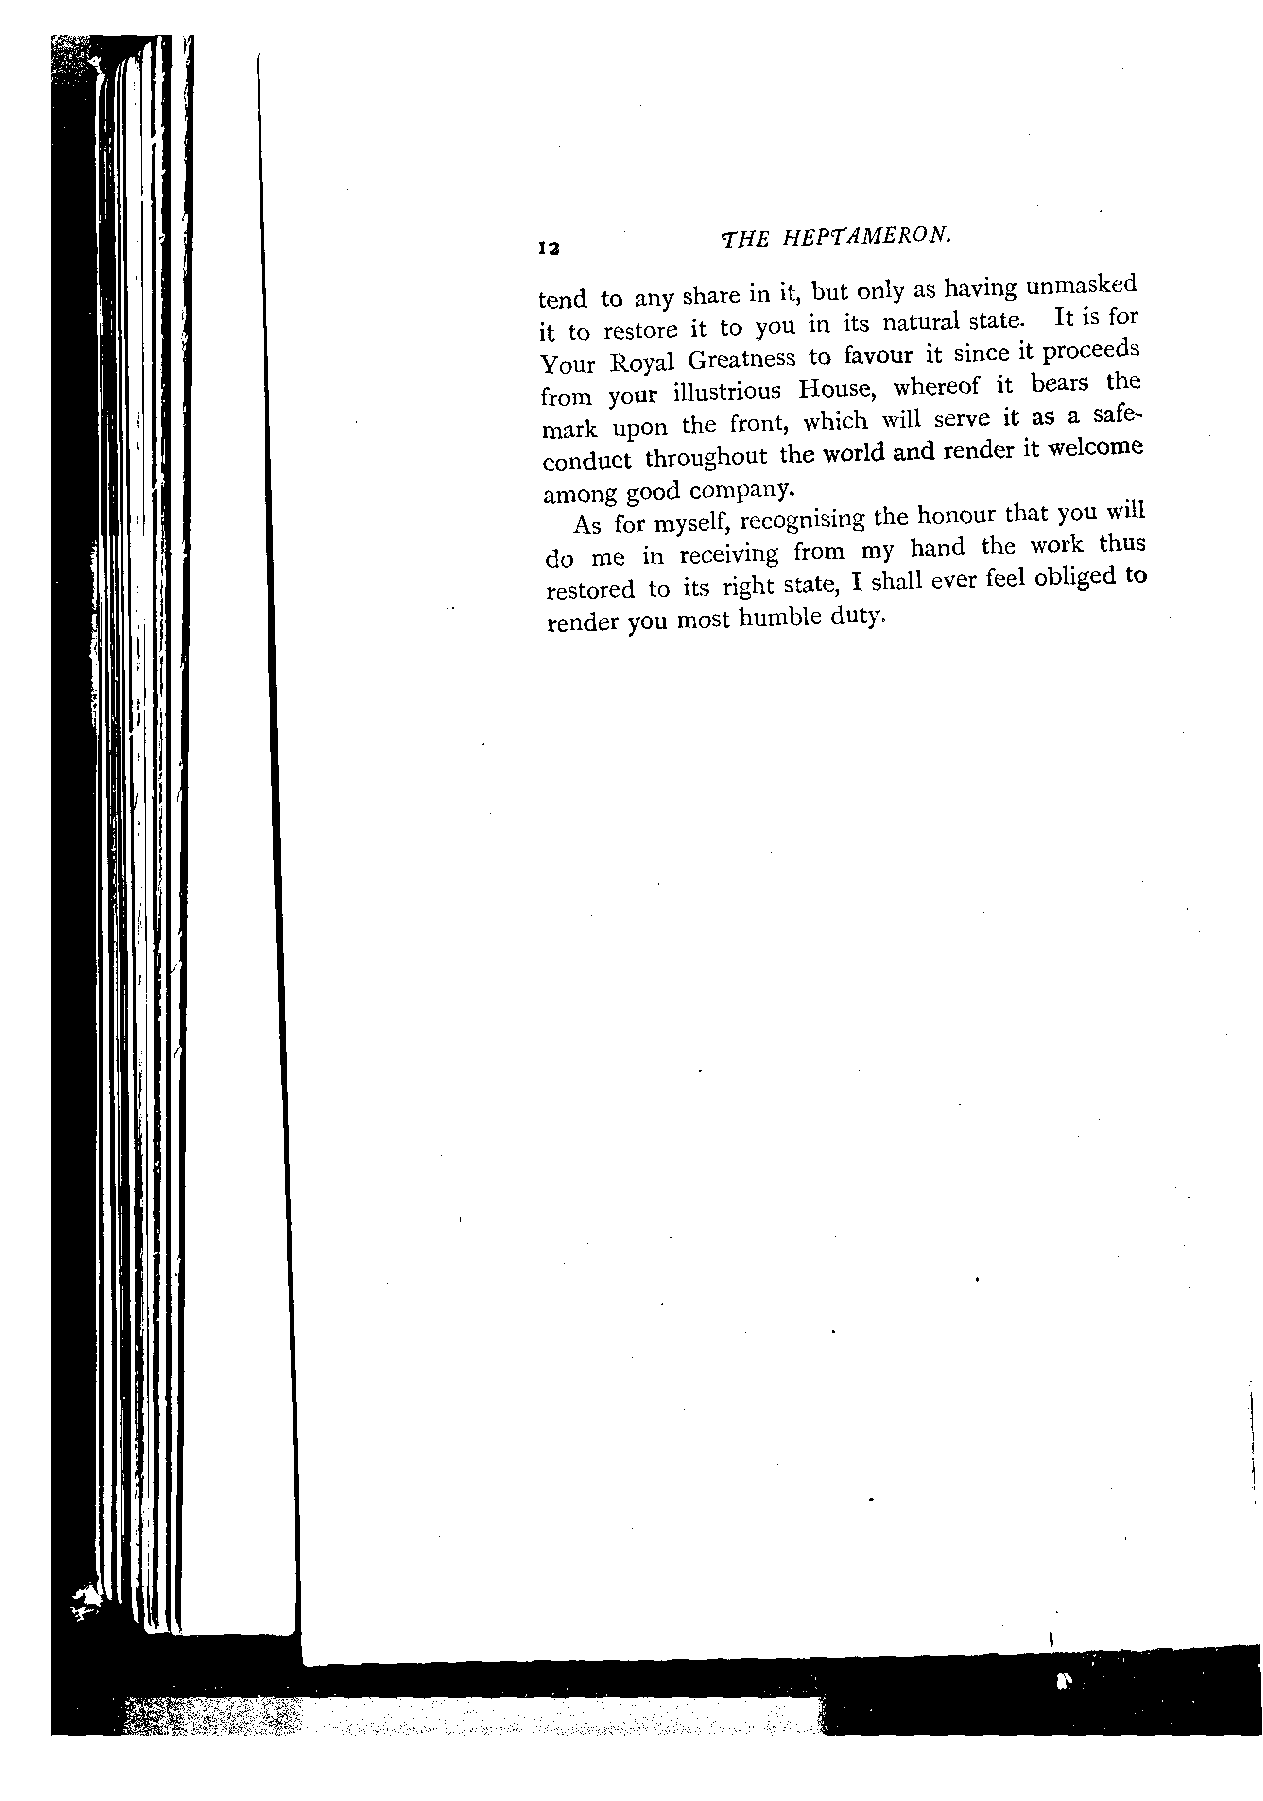 12 THE HEPTAMERON.
tend to any share in it, but only as having unmasked
it to restore it to you in its natural state. It is for
Your Royal Greatness to favour it since it proceeds
from your illustrious House, whereof it bears the
mark upon the front, which will serve it as a safe-
conduct throughout the world and render it welcome
among good company.
As for myself, recognising the honour that you will
do me in receiving from my hand the work thus
restored to its right state, I shall ever feel obliged to
render you most humble duty.